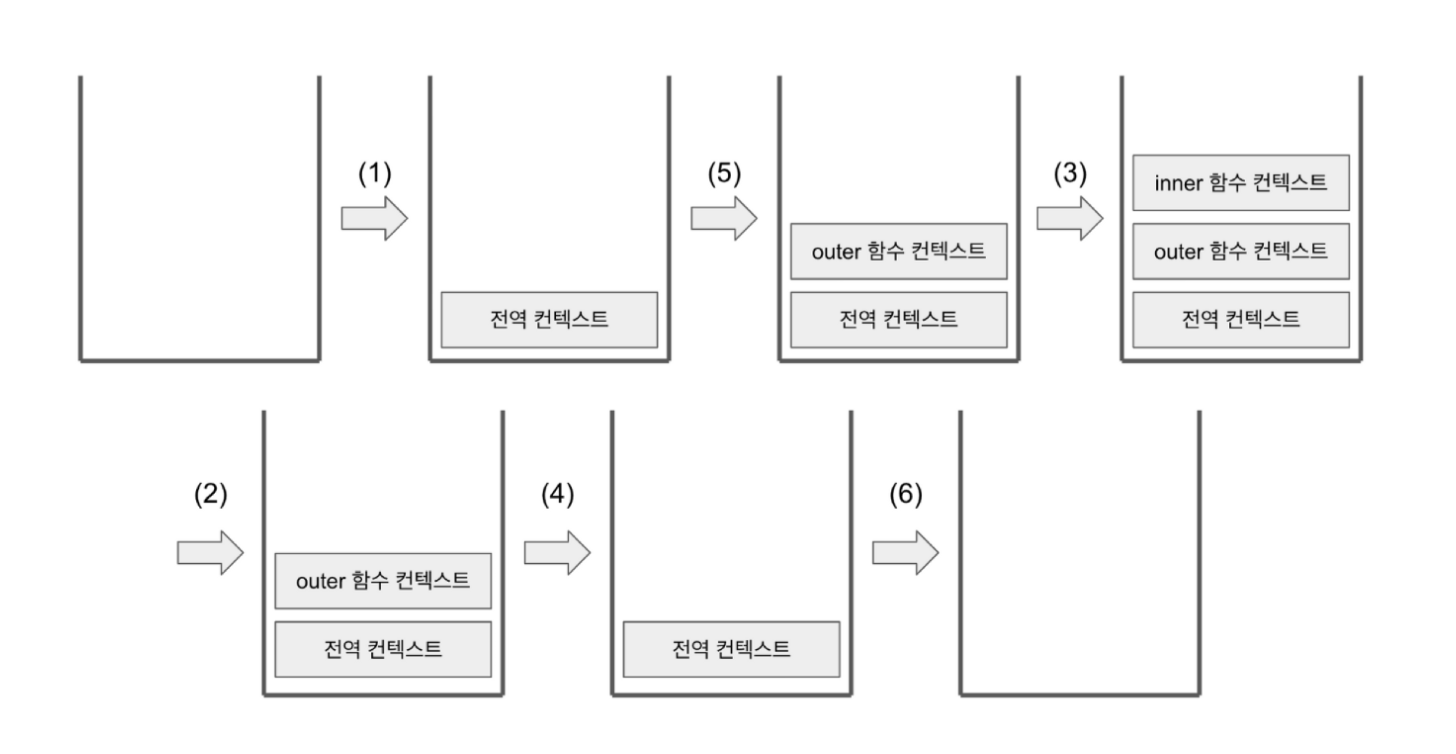 (1)
(5)
(3)
전역 컨텍스트
outer 함수 컨텍스트
전역 컨텍스트
inner 함수 컨텍스트
outer 함수 컨텍스트
전역 컨텍스트
(2)
(4)
(6)
outer 함수 컨텍스트
전역 컨텍스트
전역 컨텍스트